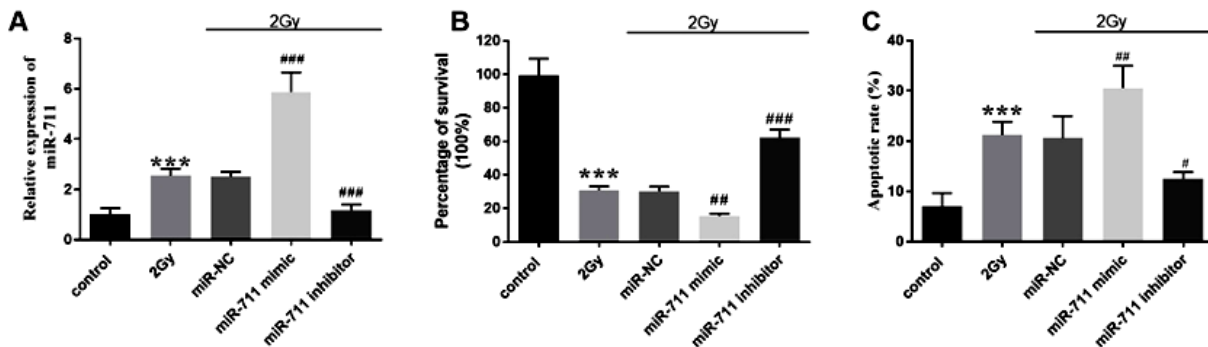 A
2Gy
Relative expression of
miR-711
8
6
4
2
0
***
###
###
control
2Gy
miR-NC
miR-711 mimic
miR-711 inhibitor
B
2Gy
Percentage of survival
(100%)
120
100
80
60
40
20
0
***
##
###
control
2Gy
miR-NC
miR-711 mimic
miR-711 inhibitor
C
2Gy
Apoptotic rate (%)
40
30
20
10
0
***
##
#
control
2Gy
miR-NC
miR-711 mimic
miR-711 inhibitor